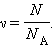 ν = N / N_A.